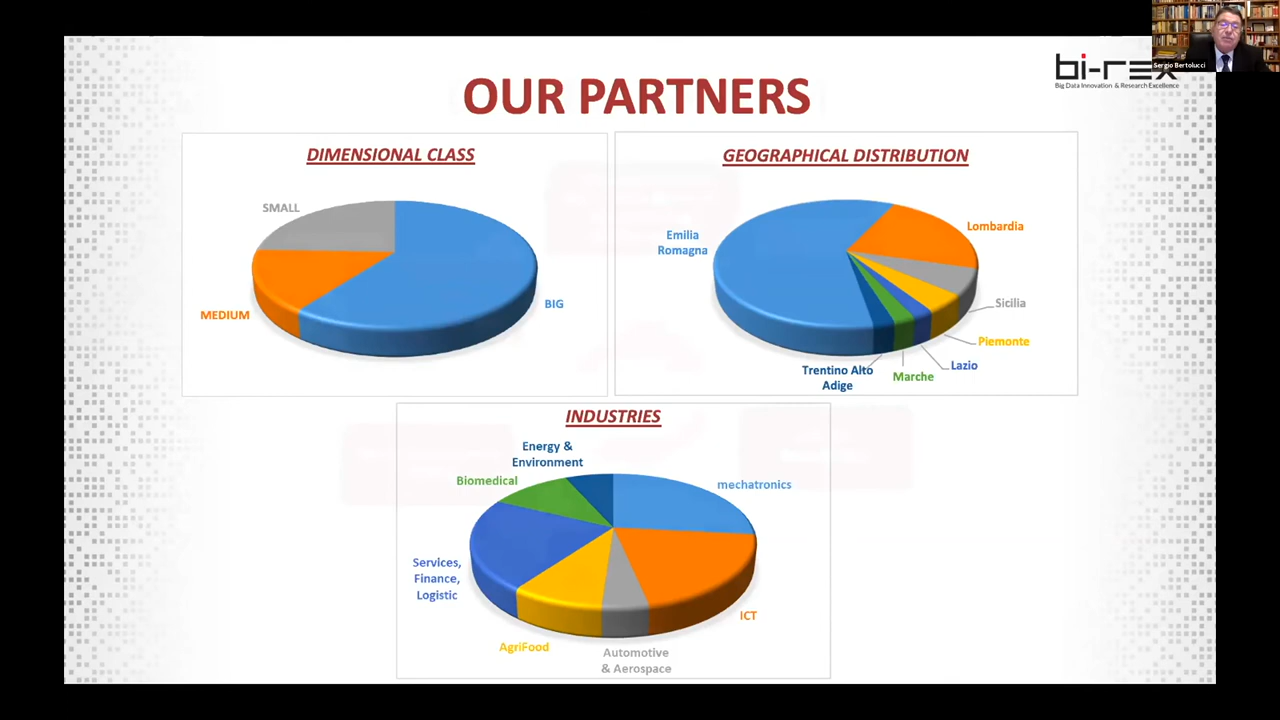 Sergio Bertolucci
bi-rex
Big Data Innovation & Research Excellence
OUR PARTNERS
DIMENSIONAL CLASS
SMALL
MEDIUM
BIG
GEOGRAPHICAL DISTRIBUTION
Emilia
Romagna
Lombardia
Sicilia
Piemonte
Lazio
Marche
Trentino Alto
Adige
INDUSTRIES
Energy &
Environment
Biomedical
mechatronics
Services,
Finance,
Logistic
ICT
AgriFood
Automotive
& Aerospace